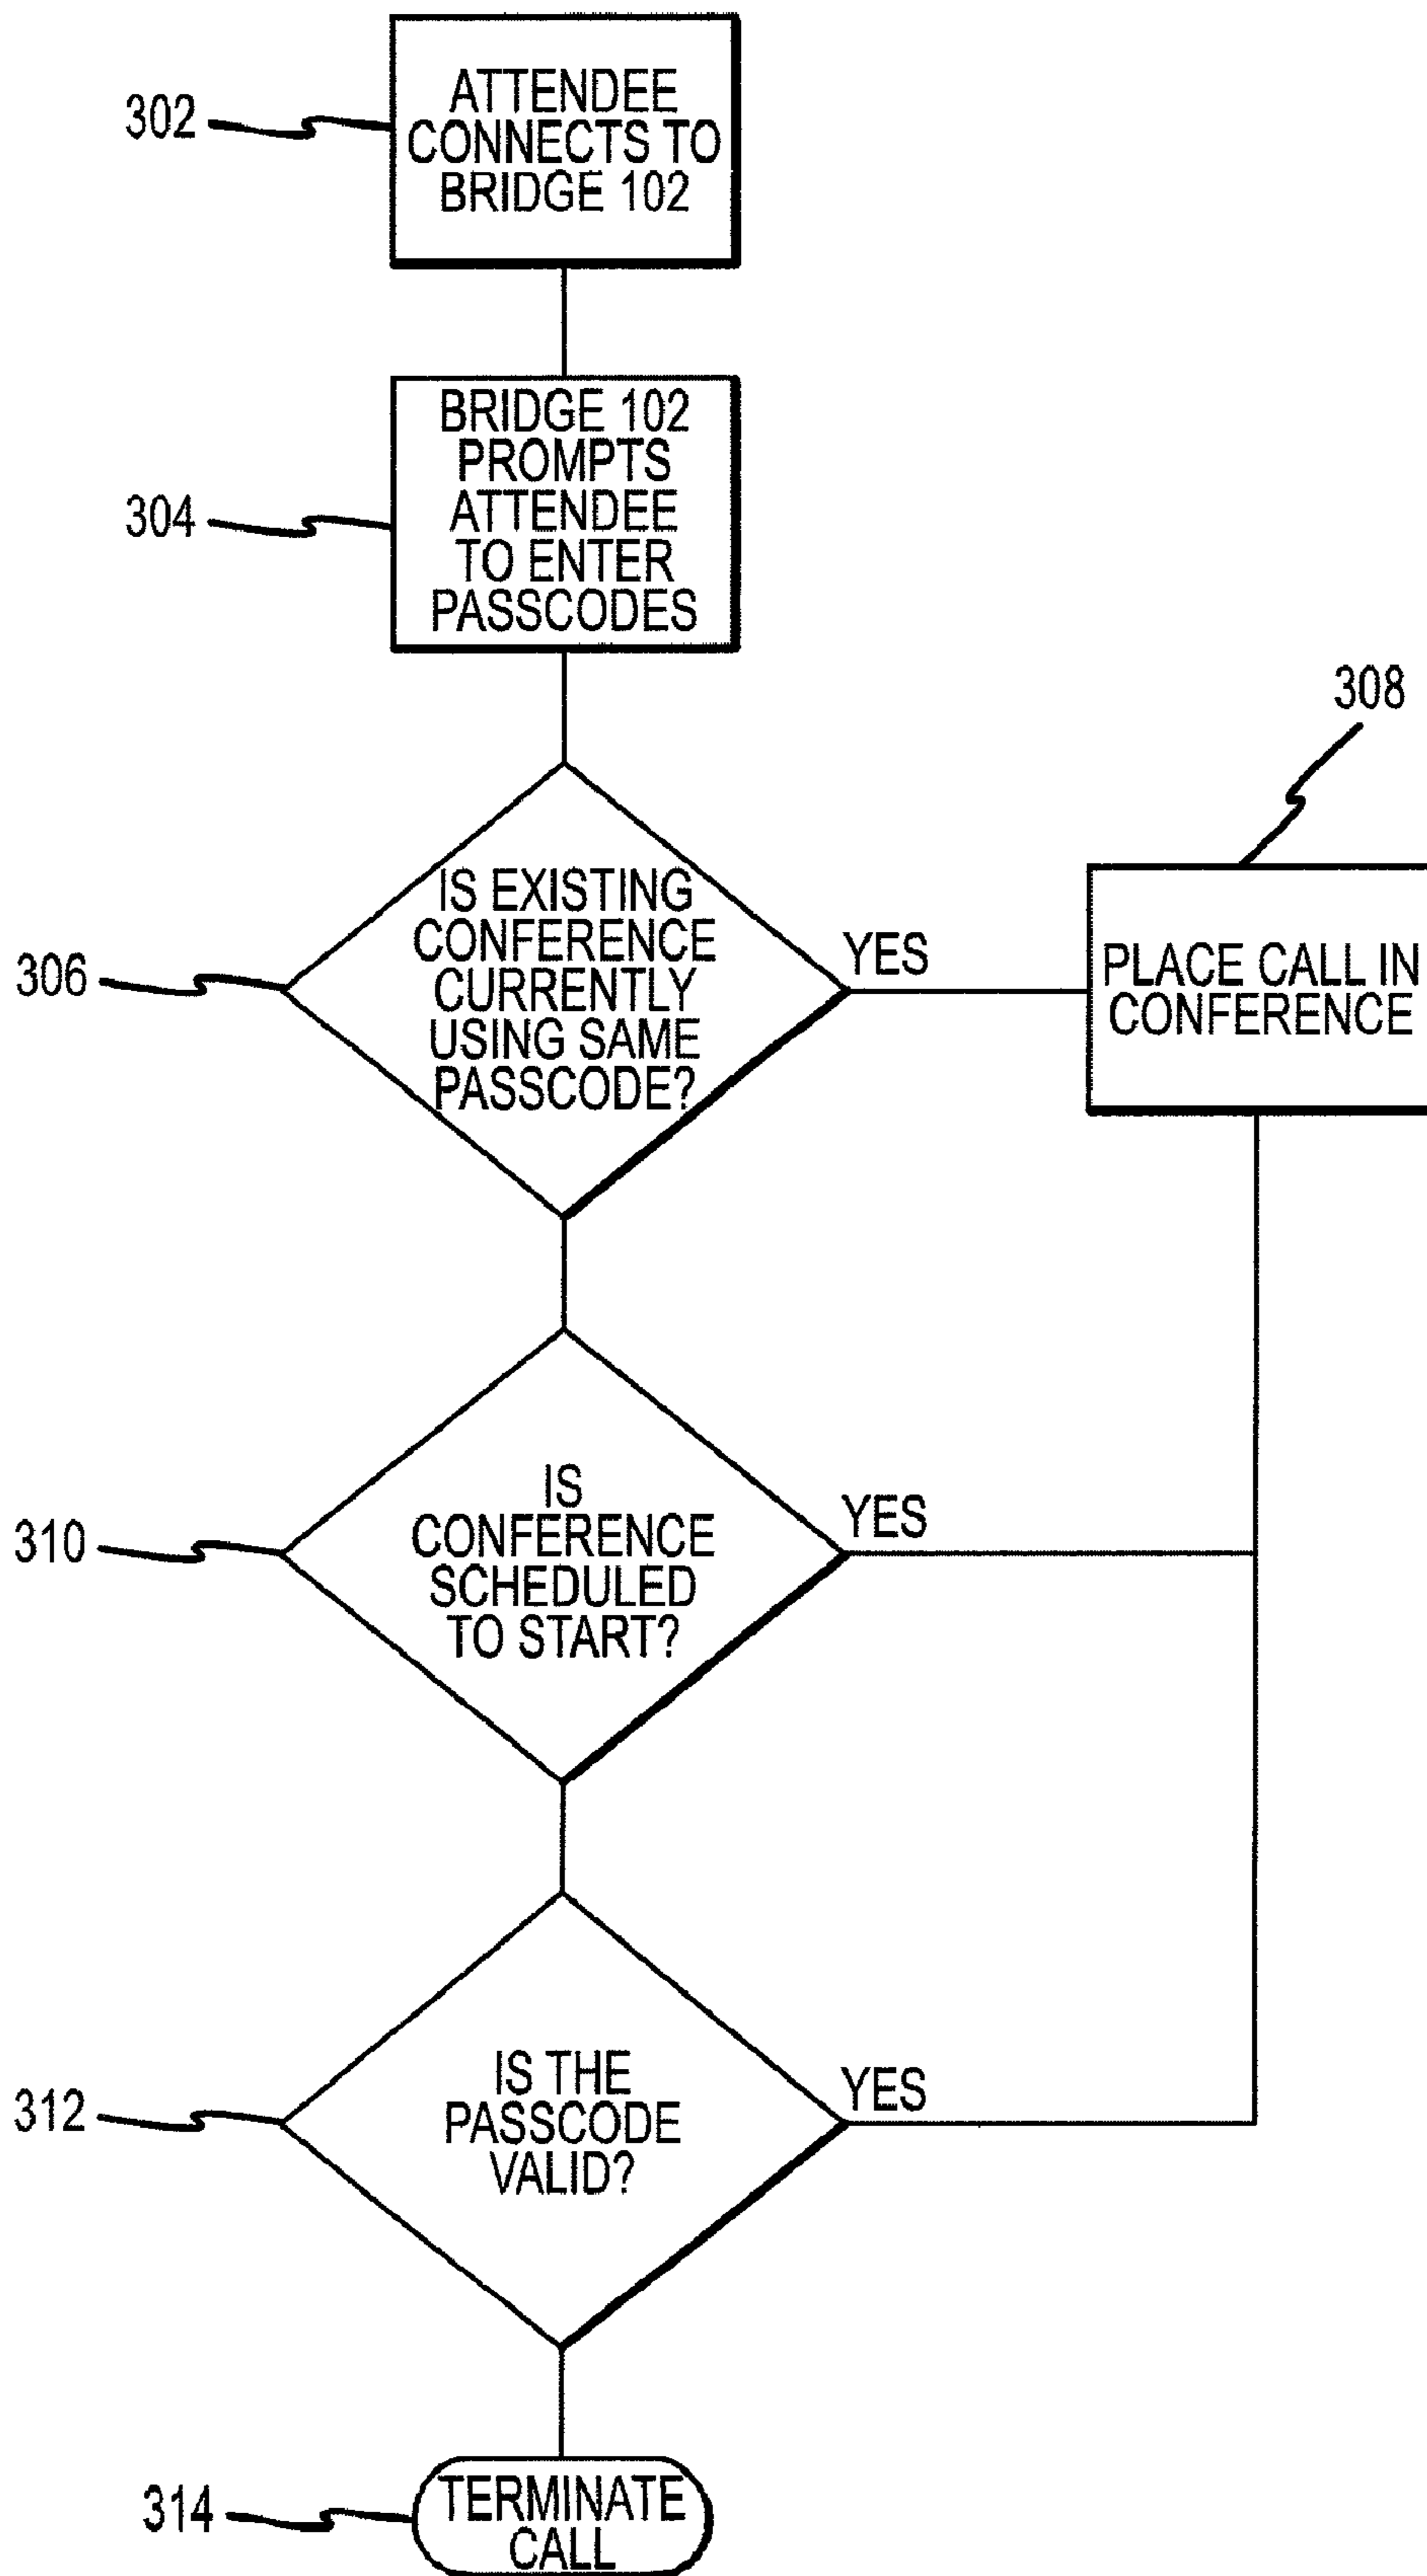 302
ATTENDEE
CONNECTS TO
BRIDGE 102
304
BRIDGE 102
PROMPTS
ATTENDEE
TO ENTER
PASSCODES
306
IS EXISTING
CONFERENCE
CURRENTLY
USING SAME
PASSCODE?
YES
308
PLACE CALL IN
CONFERENCE
310
IS
CONFERENCE
SCHEDULED
TO START?
YES
312
IS THE
PASSCODE
VALID?
YES
314
TERMINATE
CALL